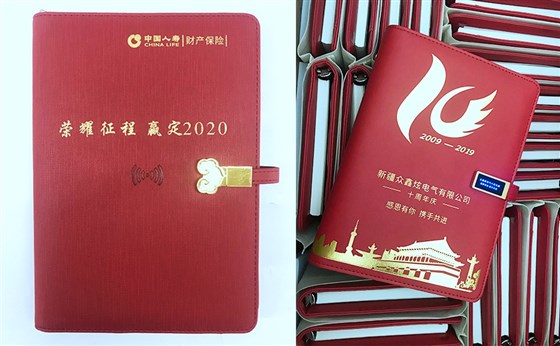 中国人寿 | 财产保险
CHINA LIFE
荣耀征程 赢定2020
10
2009 — 2019
新疆众鑫炫电气有限公司
十周年庆
感恩有你 携手共进